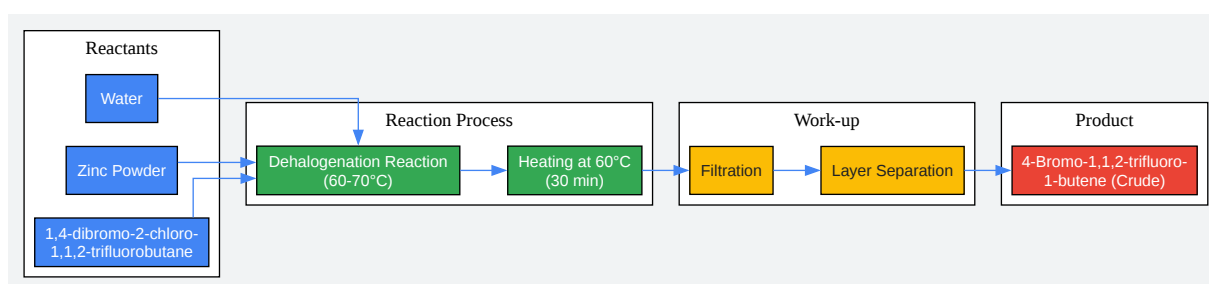 Reactants
Water
Zinc Powder
1,4-dibromo-2-chloro-
1,1,2-trifluorobutane
Reaction Process
Dehalogenation Reaction
(60-70°C)
Heating at 60°C
(30 min)
Work-up
Filtration
Layer Separation
Product
4-Bromo-1,1,2-trifluoro-
1-butene (Crude)